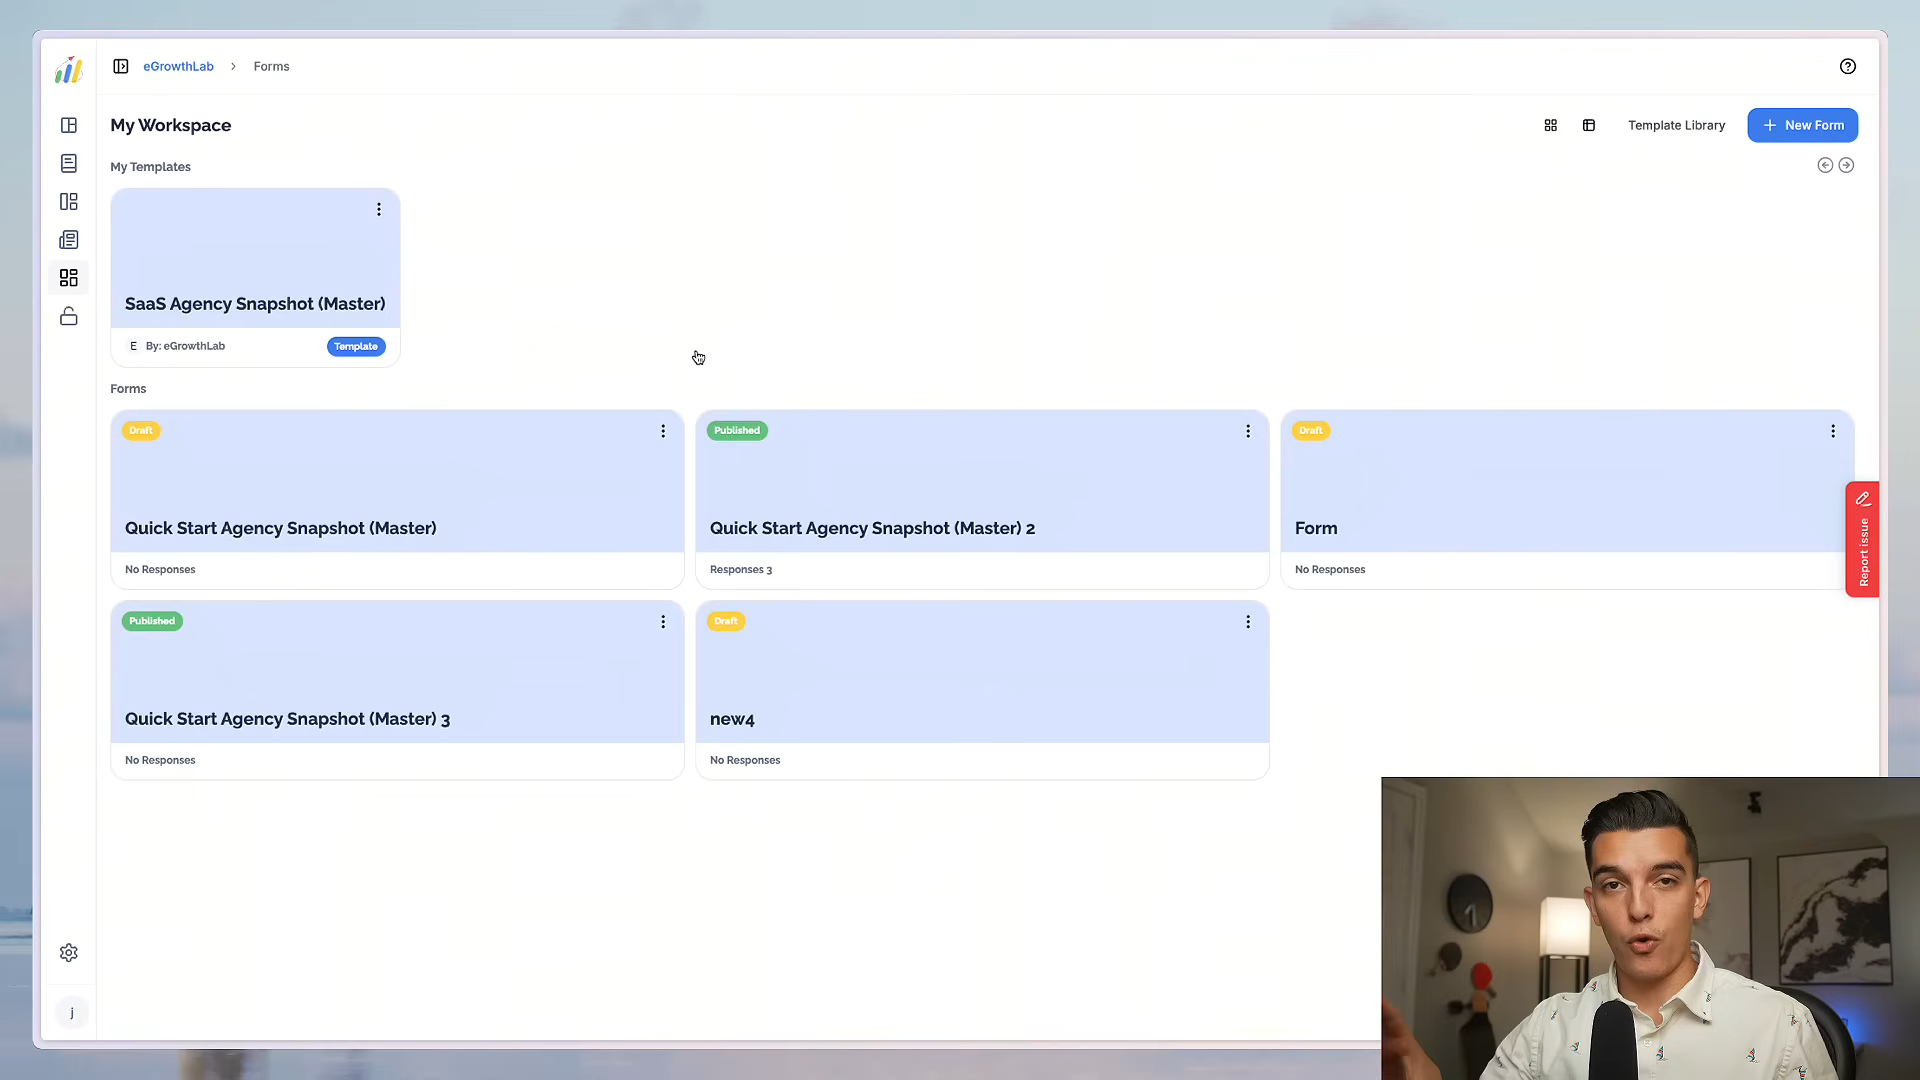 eGrowthLab > Forms
My Workspace
Template Library
+ New Form
My Templates
SaaS Agency Snapshot (Master)
E By: eGrowthLab
Template
Forms
Draft
Quick Start Agency Snapshot (Master)
No Responses
Published
Quick Start Agency Snapshot (Master) 2
Responses 3
Draft
Form
No Responses
Report issue
Published
Quick Start Agency Snapshot (Master) 3
No Responses
Draft
new4
No Responses
j